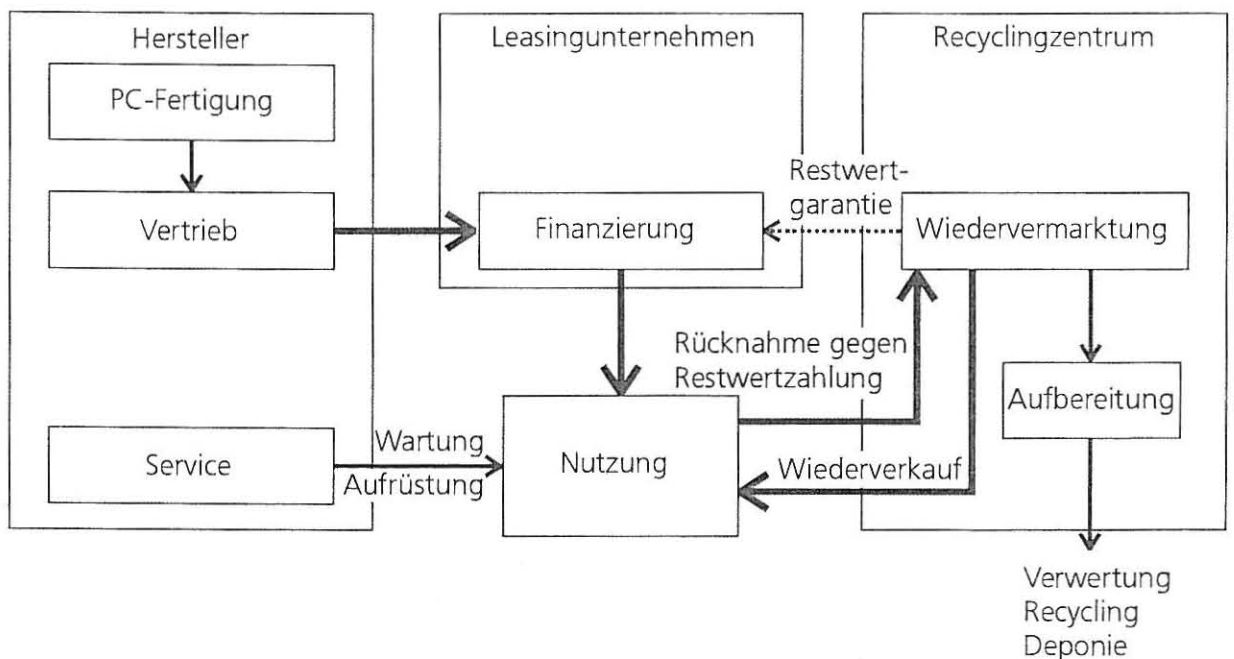 Hersteller
PC-Fertigung
Vertrieb
Service
Wartung
Aufrüstung
Leasingunternehmen
Finanzierung
Nutzung
Restwert-
garantie
Rücknahme gegen
Restwertzahlung
Wiederverkauf
Recyclingzentrum
Wiedervermarktung
Aufbereitung
Verwertung
Recycling
Deponie